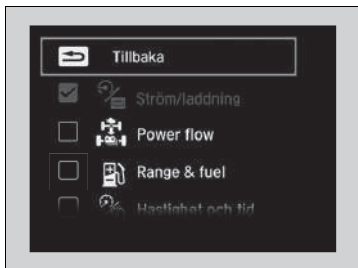 Tillbaka
Ström/laddning
Power flow
Range & fuel
Hastighet och tid